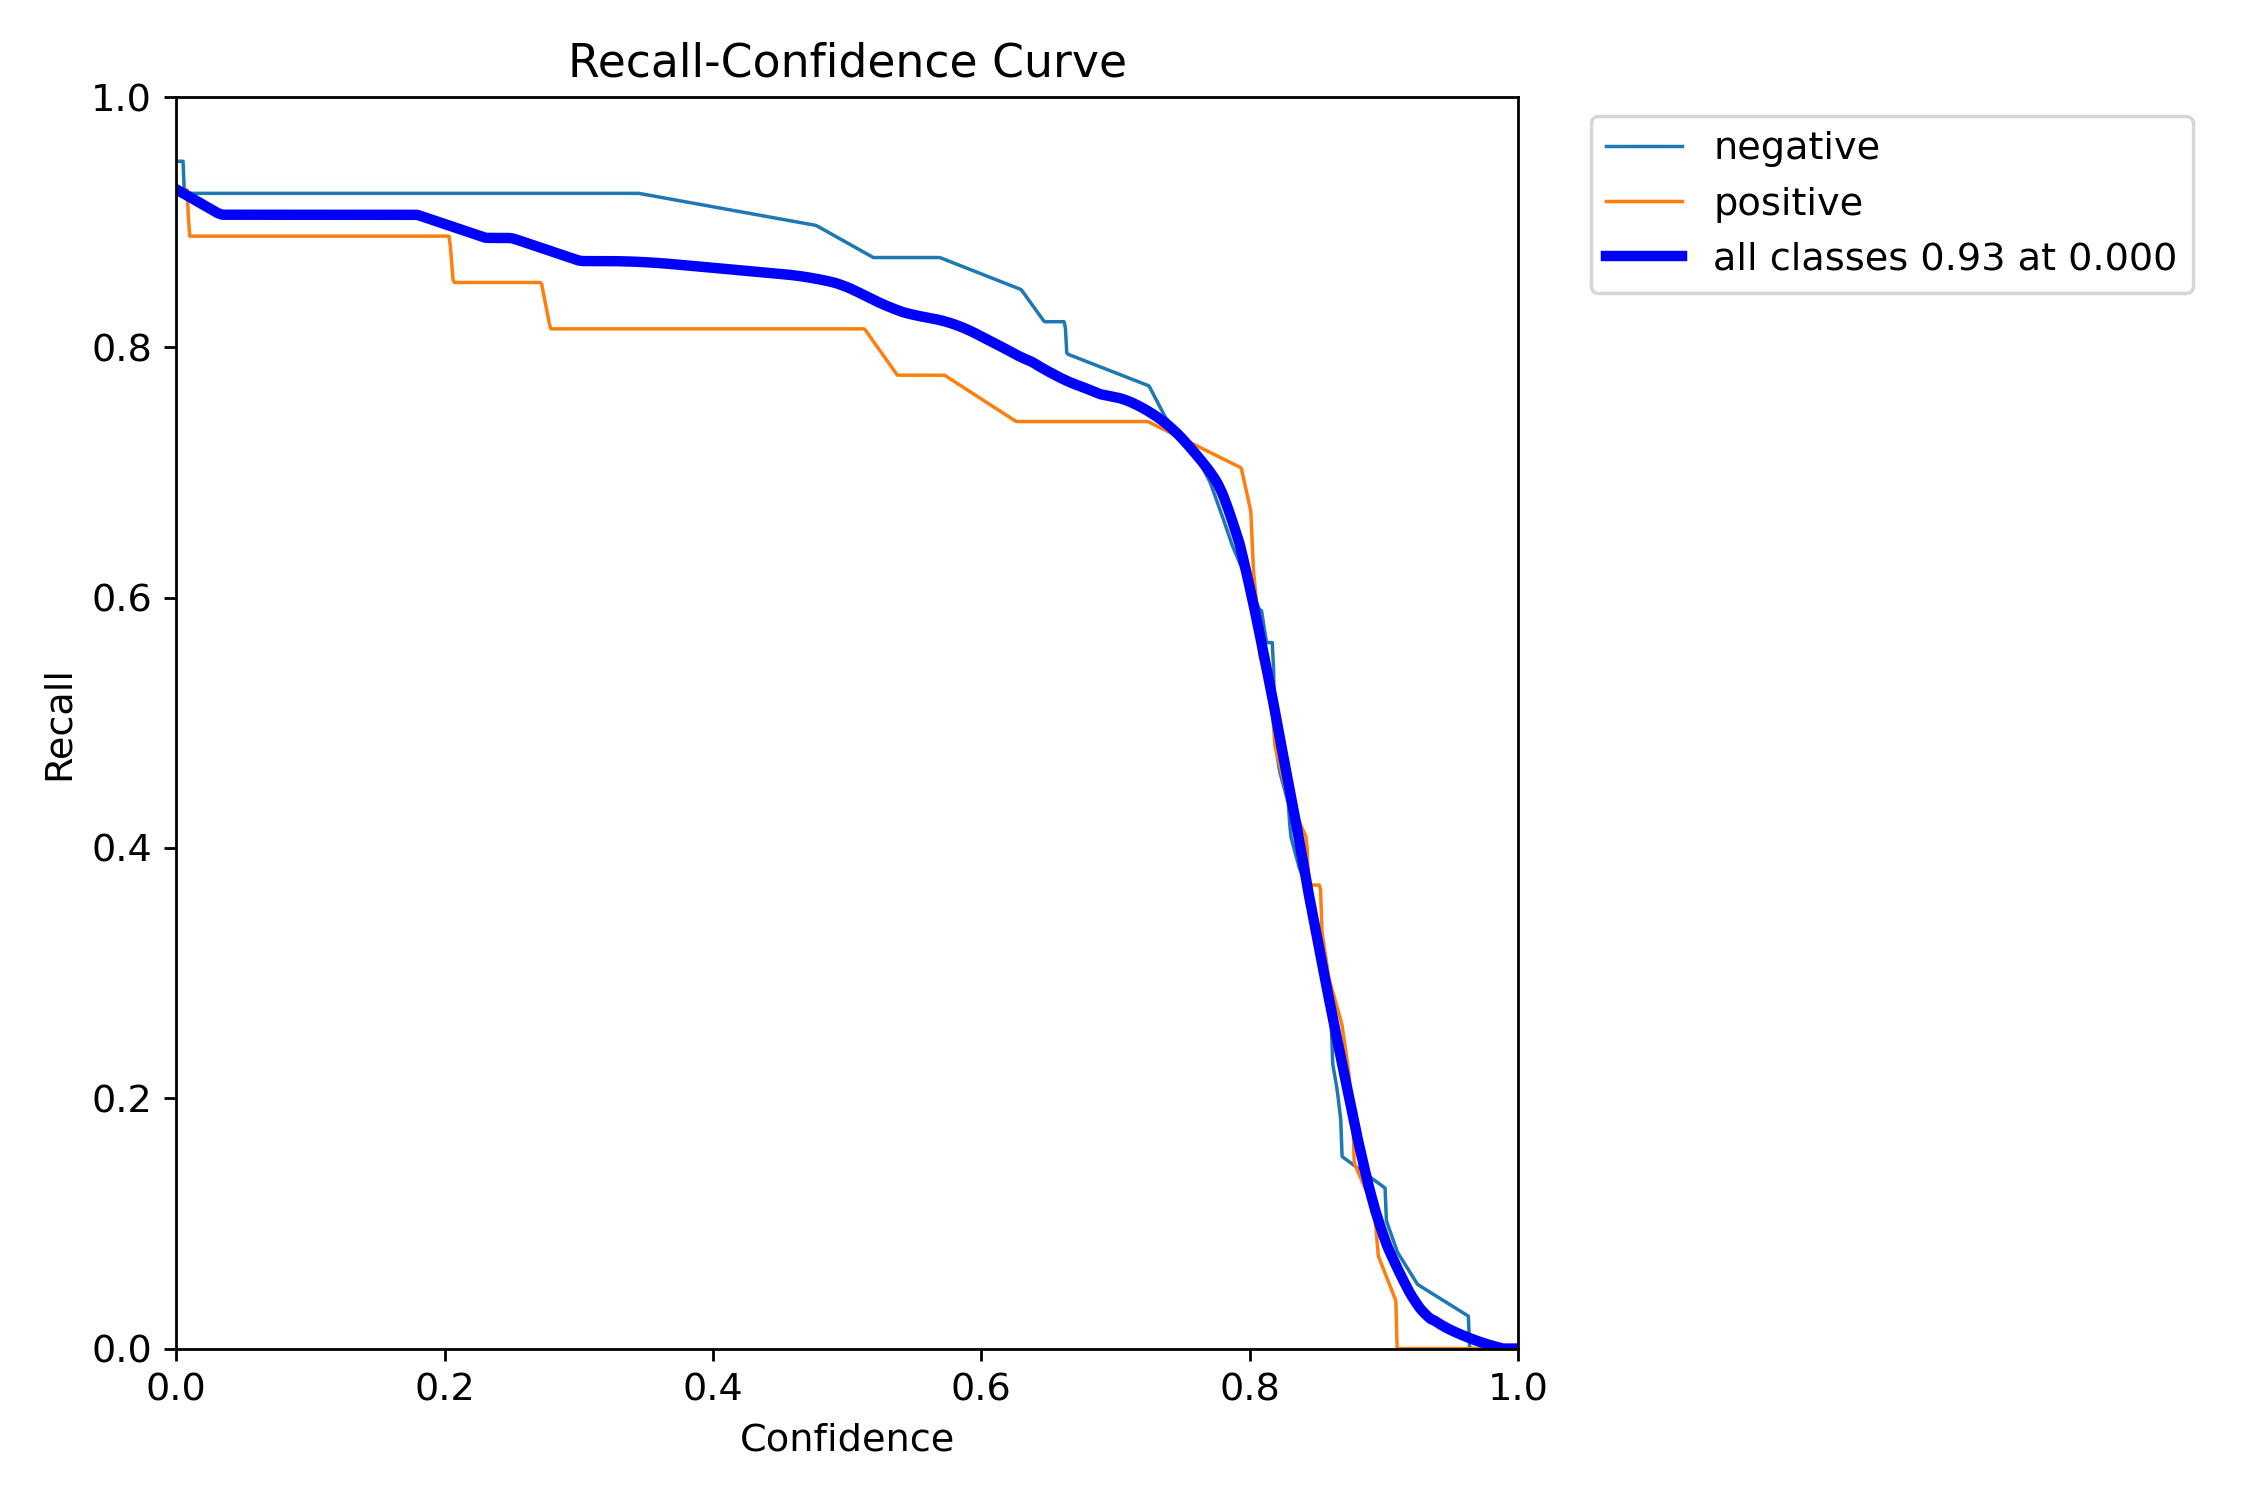 Recall-Confidence Curve
1.0
0.8
0.6
0.4
0.2
0.0
Recall
0.0 0.2 0.4 0.6 0.8 1.0
Confidence
negative
positive
all classes 0.93 at 0.000